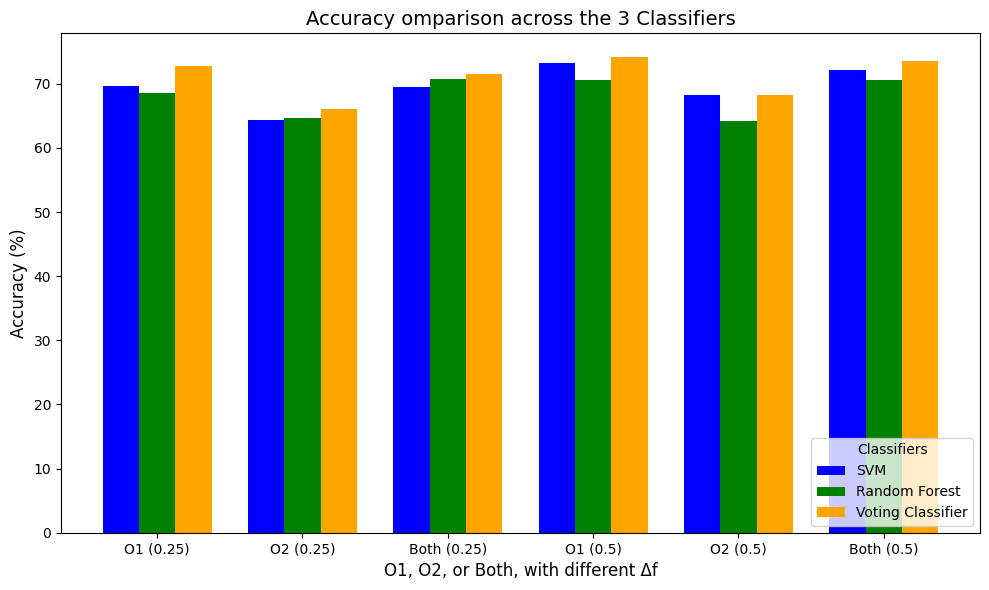 Accuracy omparison across the 3 Classifiers
Accuracy (%)
70
60
50
40
30
20
10
0
Classifiers
SVM
Random Forest
Voting Classifier
O1 (0.25)
O2 (0.25)
Both (0.25)
O1 (0.5)
O2 (0.5)
Both (0.5)
O1, O2, or Both, with different Δf